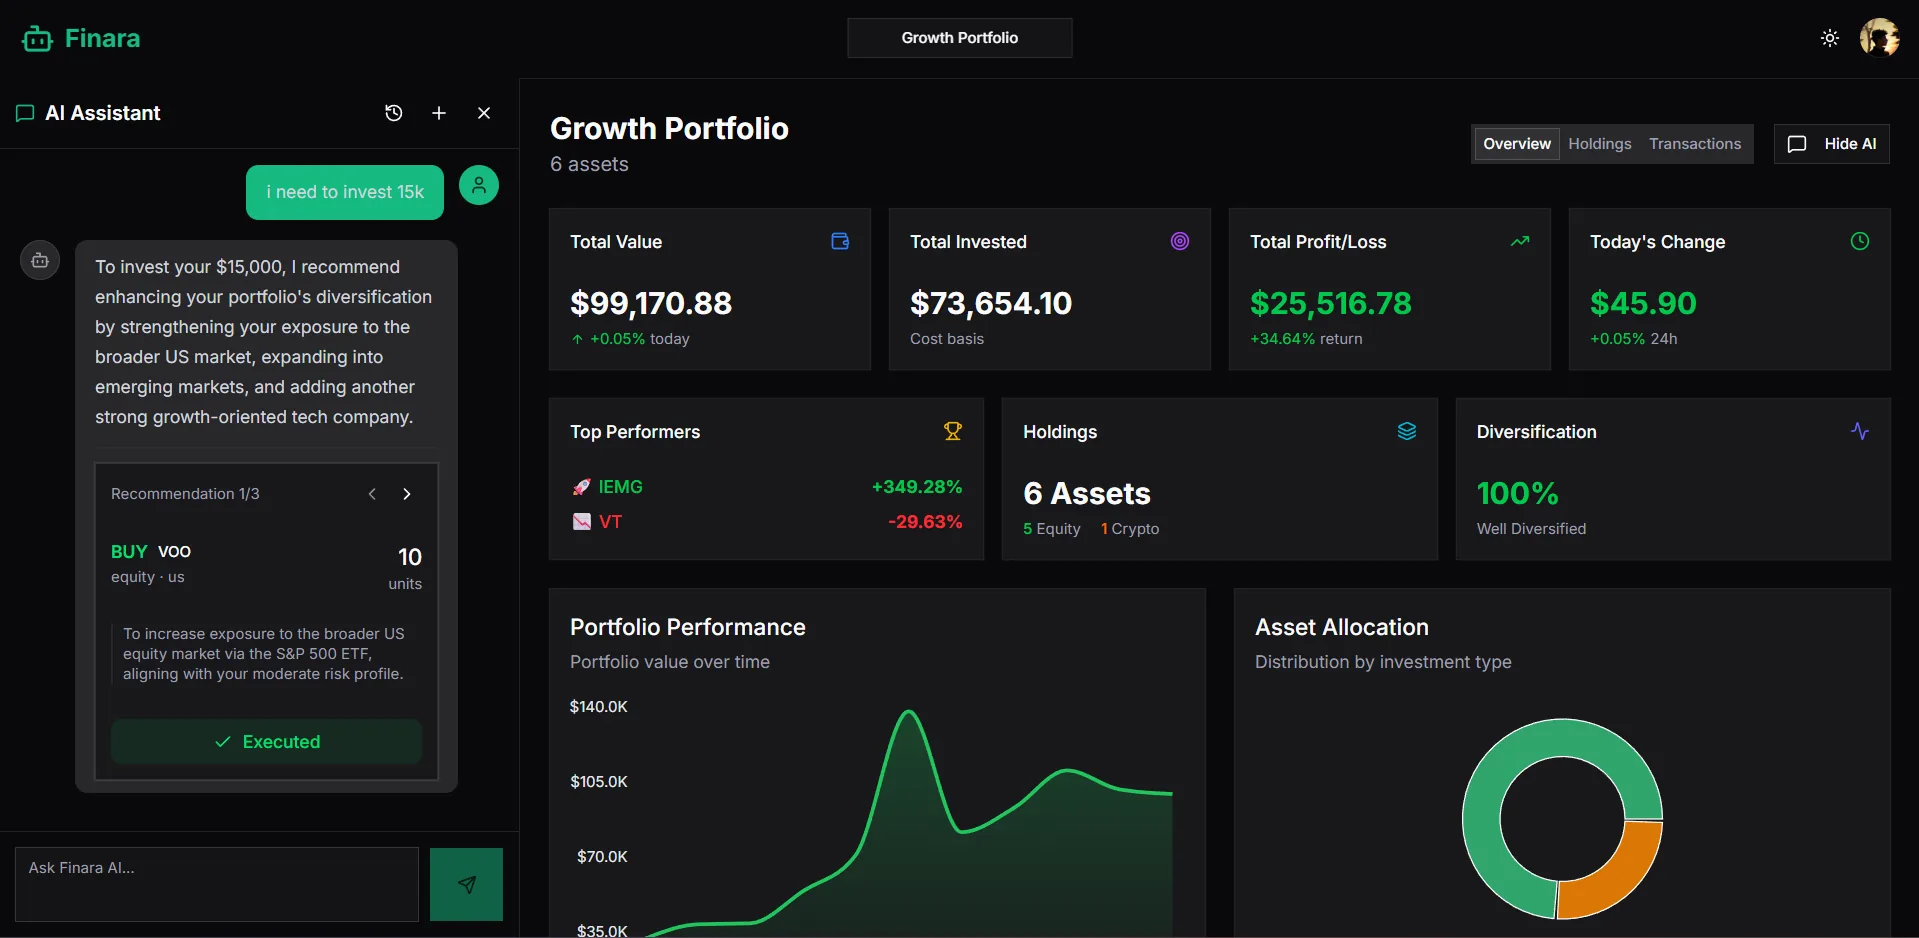 Finara
Growth Portfolio
AI Assistant
i need to invest 15k
To invest your $15,000, I recommend
enhancing your portfolio's diversification
by strengthening your exposure to the
broader US market, expanding into
emerging markets, and adding another
strong growth-oriented tech company.
Recommendation 1/3
BUY VOO
equity · us
10
units
To increase exposure to the broader US
equity market via the S&P 500 ETF,
aligning with your moderate risk profile.
Executed
Ask Finara AI...
Growth Portfolio
6 assets
Overview Holdings Transactions
Hide AI
Total Value
$99,170.88
+0.05% today
Total Invested
$73,654.10
Cost basis
Total Profit/Loss
$25,516.78
+34.64% return
Today's Change
$45.90
+0.05% 24h
Top Performers
IEMG +349.28%
VT -29.63%
Holdings
6 Assets
5 Equity 1 Crypto
Diversification
100%
Well Diversified
Portfolio Performance
Portfolio value over time
$140.0K
$105.0K
$70.0K
$35.0K
Asset Allocation
Distribution by investment type